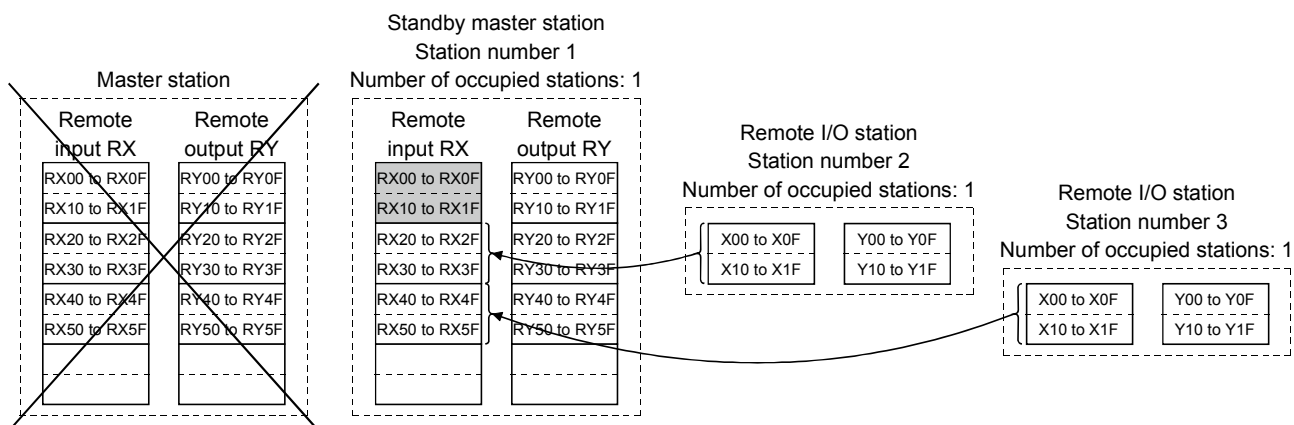 Master station
Remote input RX
Remote output RY
RX00 to RX0F
RX10 to RX1F
RX20 to RX2F
RX30 to RX3F
RX40 to RX4F
RX50 to RX5F
RY00 to RY0F
RY10 to RY1F
RY20 to RY2F
RY30 to RY3F
RY40 to RY4F
RY50 to RY5F
Standby master station
Station number 1
Number of occupied stations: 1
Remote input RX
Remote output RY
RX00 to RX0F
RX10 to RX1F
RX20 to RX2F
RX30 to RX3F
RX40 to RX4F
RX50 to RX5F
RY00 to RY0F
RY10 to RY1F
RY20 to RY2F
RY30 to RY3F
RY40 to RY4F
RY50 to RY5F
Remote I/O station
Station number 2
Number of occupied stations: 1
X00 to X0F
X10 to X1F
Y00 to Y0F
Y10 to Y1F
Remote I/O station
Station number 3
Number of occupied stations: 1
X00 to X0F
X10 to X1F
Y00 to Y0F
Y10 to Y1F